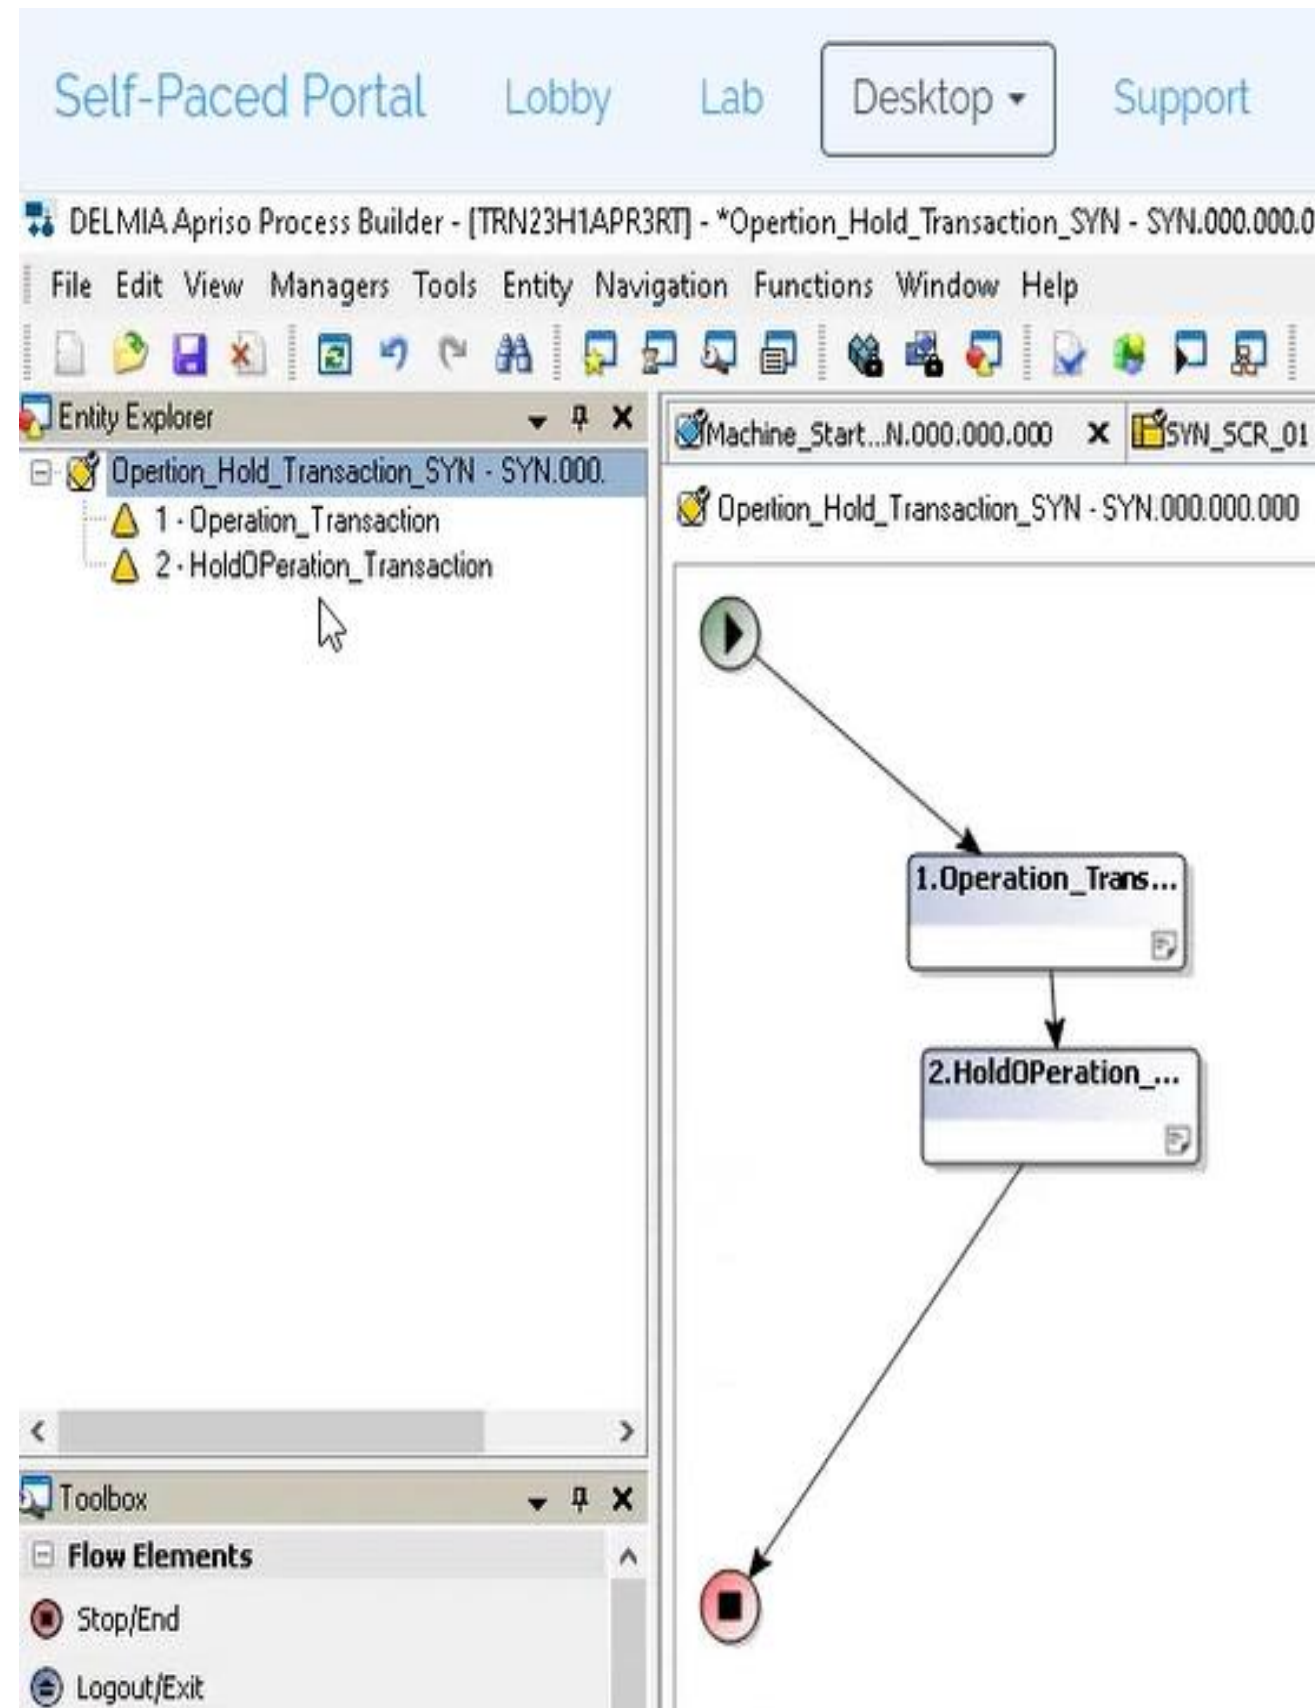 Self-Paced Portal Lobby Lab Desktop Support
DELMIA Apriso Process Builder - [TRN23H1APR3RT] - *Opertion_Hold_Transaction_SYN - SYN.000.000.0
File Edit View Managers Tools Entity Navigation Functions Window Help
Entity Explorer
Opertion_Hold_Transaction_SYN - SYN.000.
1 - Operation_Transaction
2 - HoldOPeration_Transaction
Machine_Start...N.000.000.000 SYN_SCR_01
Opertion_Hold_Transaction_SYN - SYN.000.000.000
1.Operation_Trans...
2.HoldOPeration_...
Toolbox
Flow Elements
Stop/End
Logout/Exit